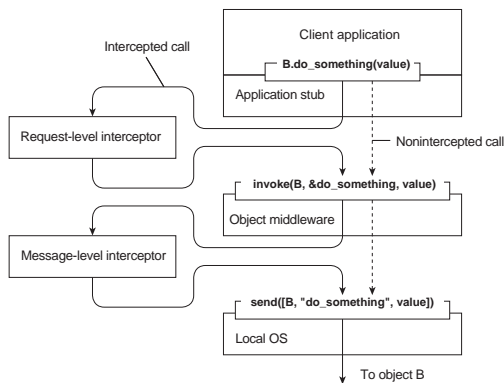 Client application
Intercepted call
B.do_something(value)
Application stub
Request-level interceptor
Nonintercepted call
invoke(B, &do_something, value)
Object middleware
Message-level interceptor
send([B, "do_something", value])
Local OS
To object B